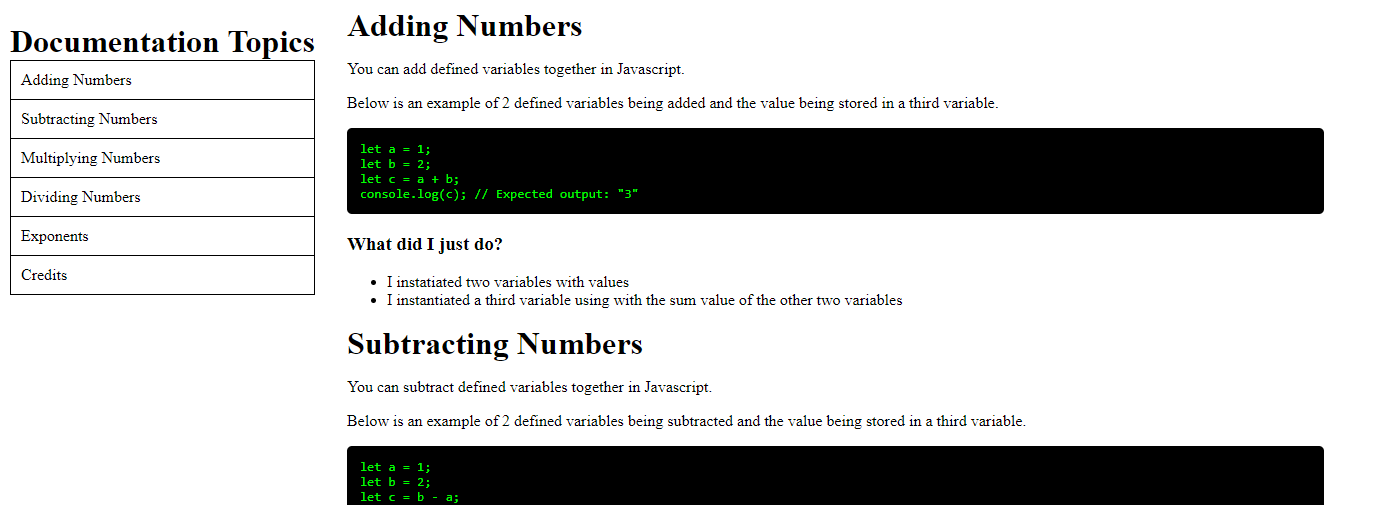 Documentation Topics
Adding Numbers
Subtracting Numbers
Multiplying Numbers
Dividing Numbers
Exponents
Credits
Adding Numbers
You can add defined variables together in Javascript.
Below is an example of 2 defined variables being added and the value being stored in a third variable.
let a = 1;
let b = 2;
let c = a + b;
console.log(c); // Expected output: "3"
What did I just do?
• I instatiated two variables with values
• I instantiated a third variable using with the sum value of the other two variables
Subtracting Numbers
You can subtract defined variables together in Javascript.
Below is an example of 2 defined variables being subtracted and the value being stored in a third variable.
let a = 1;
let b = 2;
let c = b - a;